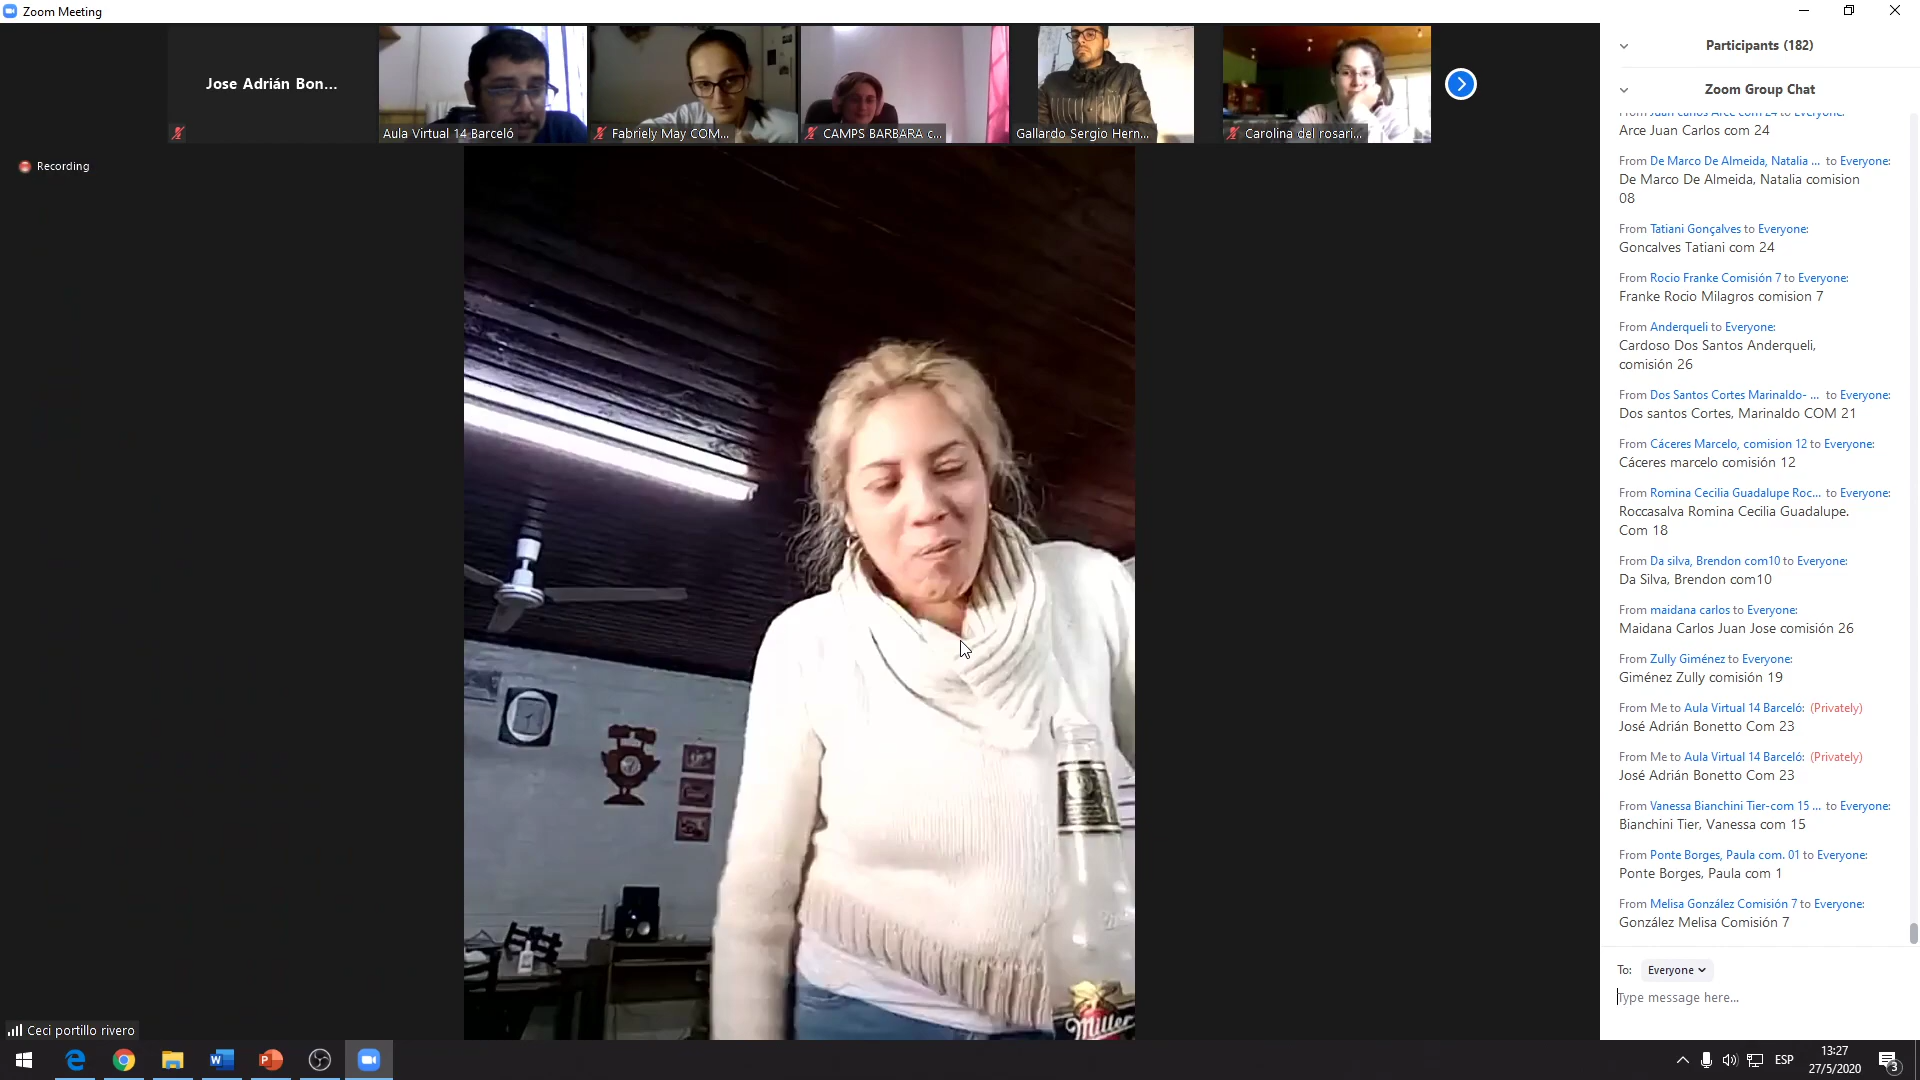 Zoom Meeting
Jose Adrián Bon...
Aula Virtual 14 Barceló
Fabriely May COM...
CAMPS BARBARA c...
Gallardo Sergio Hern...
Carolina del rosari...
Recording
Miller
Ceci portillo rivero
Participants (182)
Zoom Group Chat
From Juan carlos Arce com 24 to Everyone:
Arce Juan Carlos com 24
From De Marco De Almeida, Natalia ... to Everyone:
De Marco De Almeida, Natalia comision
08
From Tatiani Gonçalves to Everyone:
Goncalves Tatiani com 24
From Rocio Franke Comisión 7 to Everyone:
Franke Rocio Milagros comision 7
From Anderqueli to Everyone:
Cardoso Dos Santos Anderqueli,
comisión 26
From Dos Santos Cortes Marinaldo- ... to Everyone:
Dos santos Cortes, Marinaldo COM 21
From Cáceres Marcelo, comision 12 to Everyone:
Cáceres marcelo comisión 12
From Romina Cecilia Guadalupe Roc... to Everyone:
Roccasalva Romina Cecilia Guadalupe.
Com 18
From Da silva, Brendon com10 to Everyone:
Da Silva, Brendon com10
From maidana carlos to Everyone:
Maidana Carlos Juan Jose comisión 26
From Zully Giménez to Everyone:
Giménez Zully comisión 19
From Me to Aula Virtual 14 Barceló: (Privately)
José Adrián Bonetto Com 23
From Me to Aula Virtual 14 Barceló: (Privately)
José Adrián Bonetto Com 23
From Vanessa Bianchini Tier-com 15 ... to Everyone:
Bianchini Tier, Vanessa com 15
From Ponte Borges, Paula com. 01 to Everyone:
Ponte Borges, Paula com 1
From Melisa González Comisión 7 to Everyone:
González Melisa Comisión 7
To: Everyone
Type message here...
ESP
13:27
27/5/2020
3